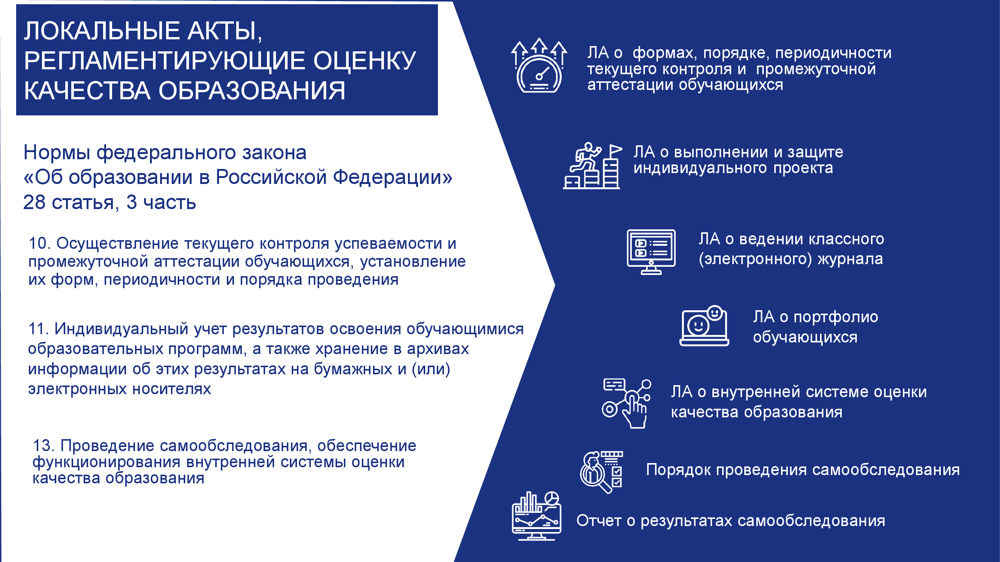 ЛОКАЛЬНЫЕ АКТЫ,
РЕГЛАМЕНТИРУЮЩИЕ ОЦЕНКУ
КАЧЕСТВА ОБРАЗОВАНИЯ
Нормы федерального закона
«Об образовании в Российской Федерации»
28 статья, 3 часть
10. Осуществление текущего контроля успеваемости и
промежуточной аттестации обучающихся, установление
их форм, периодичности и порядка проведения
11. Индивидуальный учет результатов освоения обучающимися
образовательных программ, а также хранение в архивах
информации об этих результатах на бумажных и (или)
электронных носителях
13. Проведение самообследования, обеспечение
функционирования внутренней системы оценки
качества образования
ЛА о формах, порядке, периодичности
текущего контроля и промежуточной
аттестации обучающихся
ЛА о выполнении и защите
индивидуального проекта
ЛА о ведении классного
(электронного) журнала
ЛА о портфолио
обучающихся
ЛА о внутренней системе оценки
качества образования
Порядок проведения самообследования
Отчет о результатах самообследования